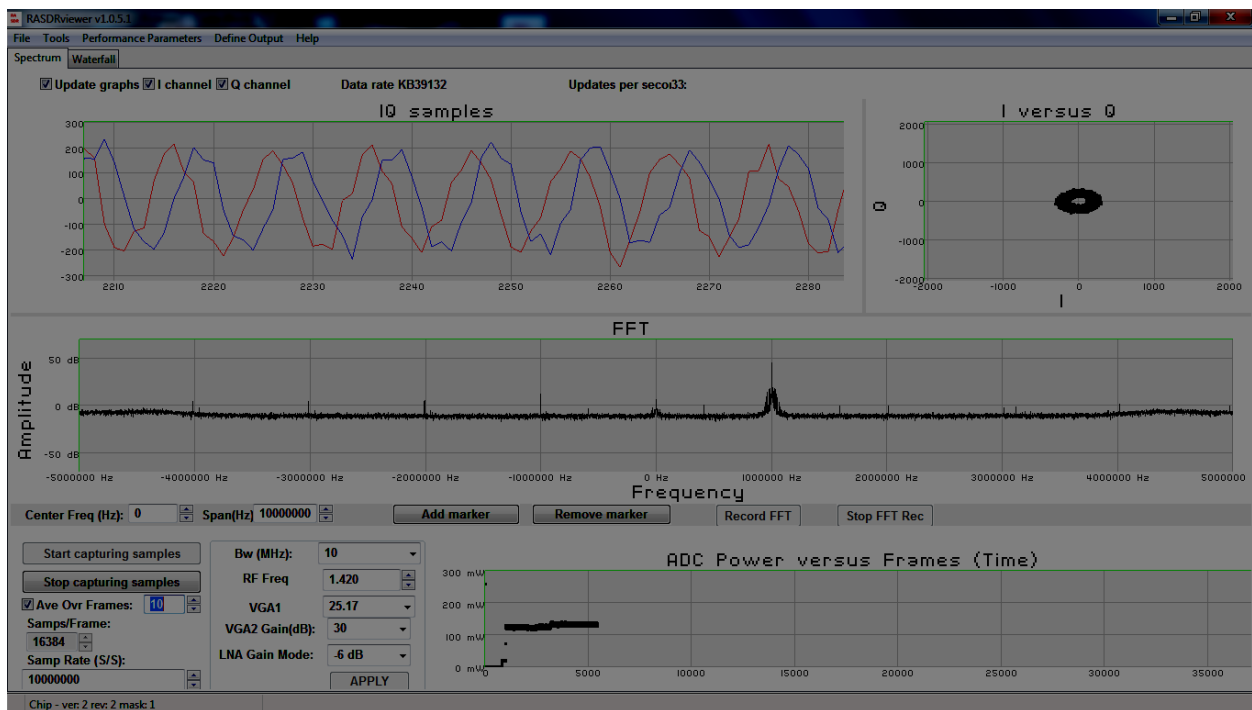 RASDRviewer v1.0.5.1
File Tools Performance Parameters Define Output Help
Spectrum Waterfall
Update graphs I channel Q channel Data rate KB39132 Updates per secon33:
IQ samples
300
200
100
0
-100
-200
-300
2210 2220 2230 2240 2250 2260 2270 2280
I versus Q
Q
2000
1000
0
-1000
-2000
-2000 -1000 0 1000 2000
I
FFT
Amplitude
50 dB
0 dB
-50 dB
-5000000 Hz -4000000 Hz -3000000 Hz -2000000 Hz -1000000 Hz 0 Hz 1000000 Hz 2000000 Hz 3000000 Hz 4000000 Hz 5000000
Frequency
Center Freq (Hz): 0 Span(Hz) 10000000 Add marker Remove marker Record FFT Stop FFT Rec
Start capturing samples
Stop capturing samples
Ave Ovr Frames: 10
Samps/Frame:
16384
Samp Rate (S/S):
10000000
Bw (MHz): 10
RF Freq 1.420
VGA1 25.17
VGA2 Gain(dB): 30
LNA Gain Mode: -6 dB
APPLY
ADC Power versus Frames (Time)
300 mW
200 mW
100 mW
0 mW
0 5000 10000 15000 20000 25000 30000 35000
Chip - ver: 2 rev: 2 mask: 1